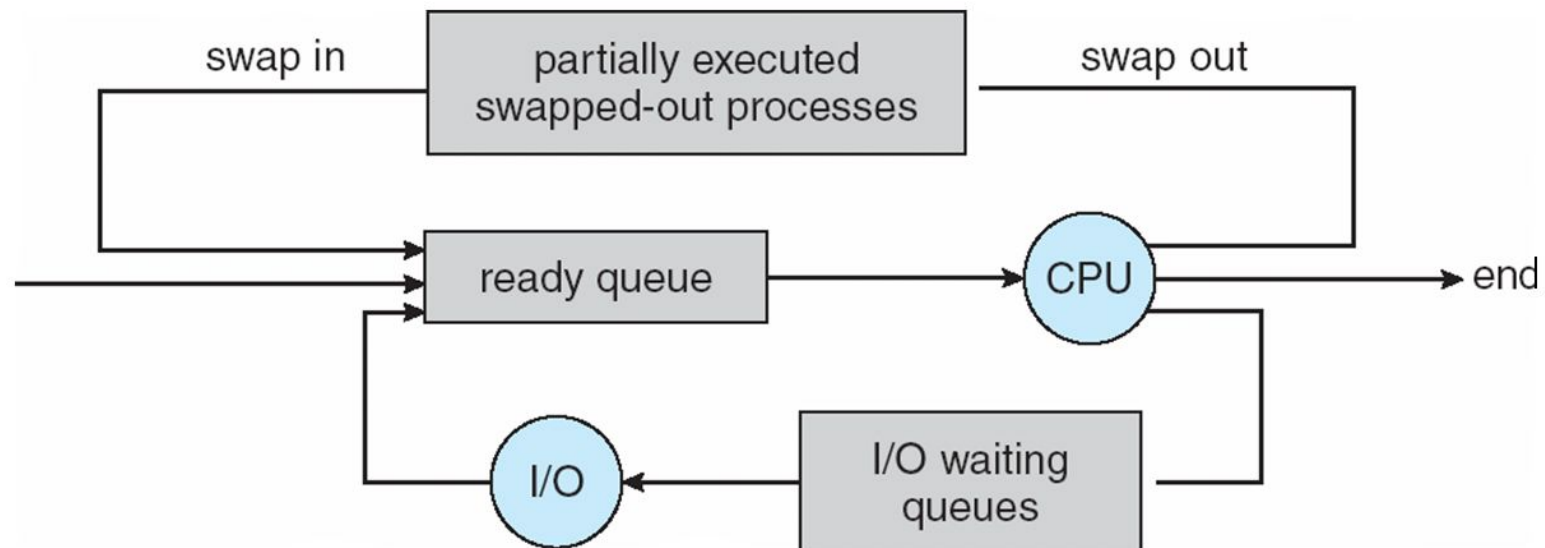 swap in
partially executed
swapped-out processes
swap out
ready queue
CPU
end
I/O
I/O waiting
queues